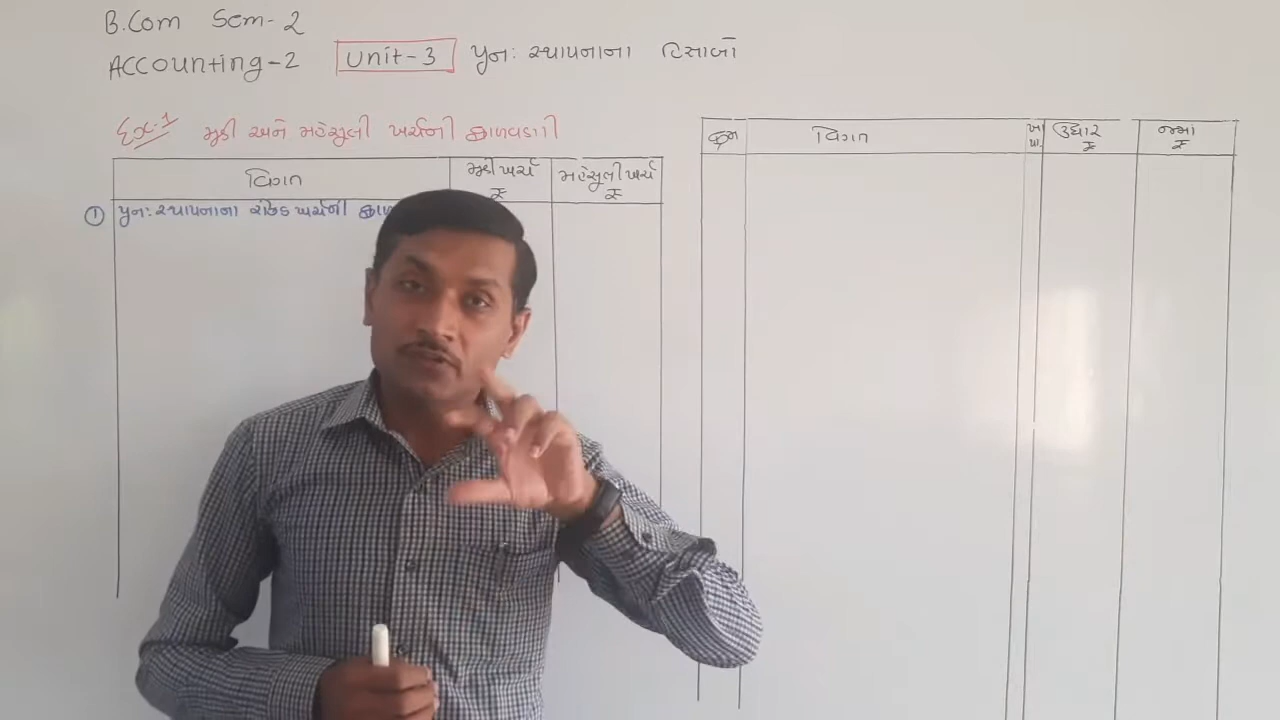 B.Com Sem-2
Accounting-2 Unit-3 પુનઃ સ્થાપનાના હિસાબો
Ex-1 મૂડી અને મહેસૂલી ખર્ચની ફાળવણી
વિગત મૂડી ખર્ચ ₹ મહેસૂલી ખર્ચ ₹
① પુનઃ સ્થાપનાના રોકડ ખર્ચની
ક્રમ વિગત ખા. પા. ઉધાર ₹ જમા ₹